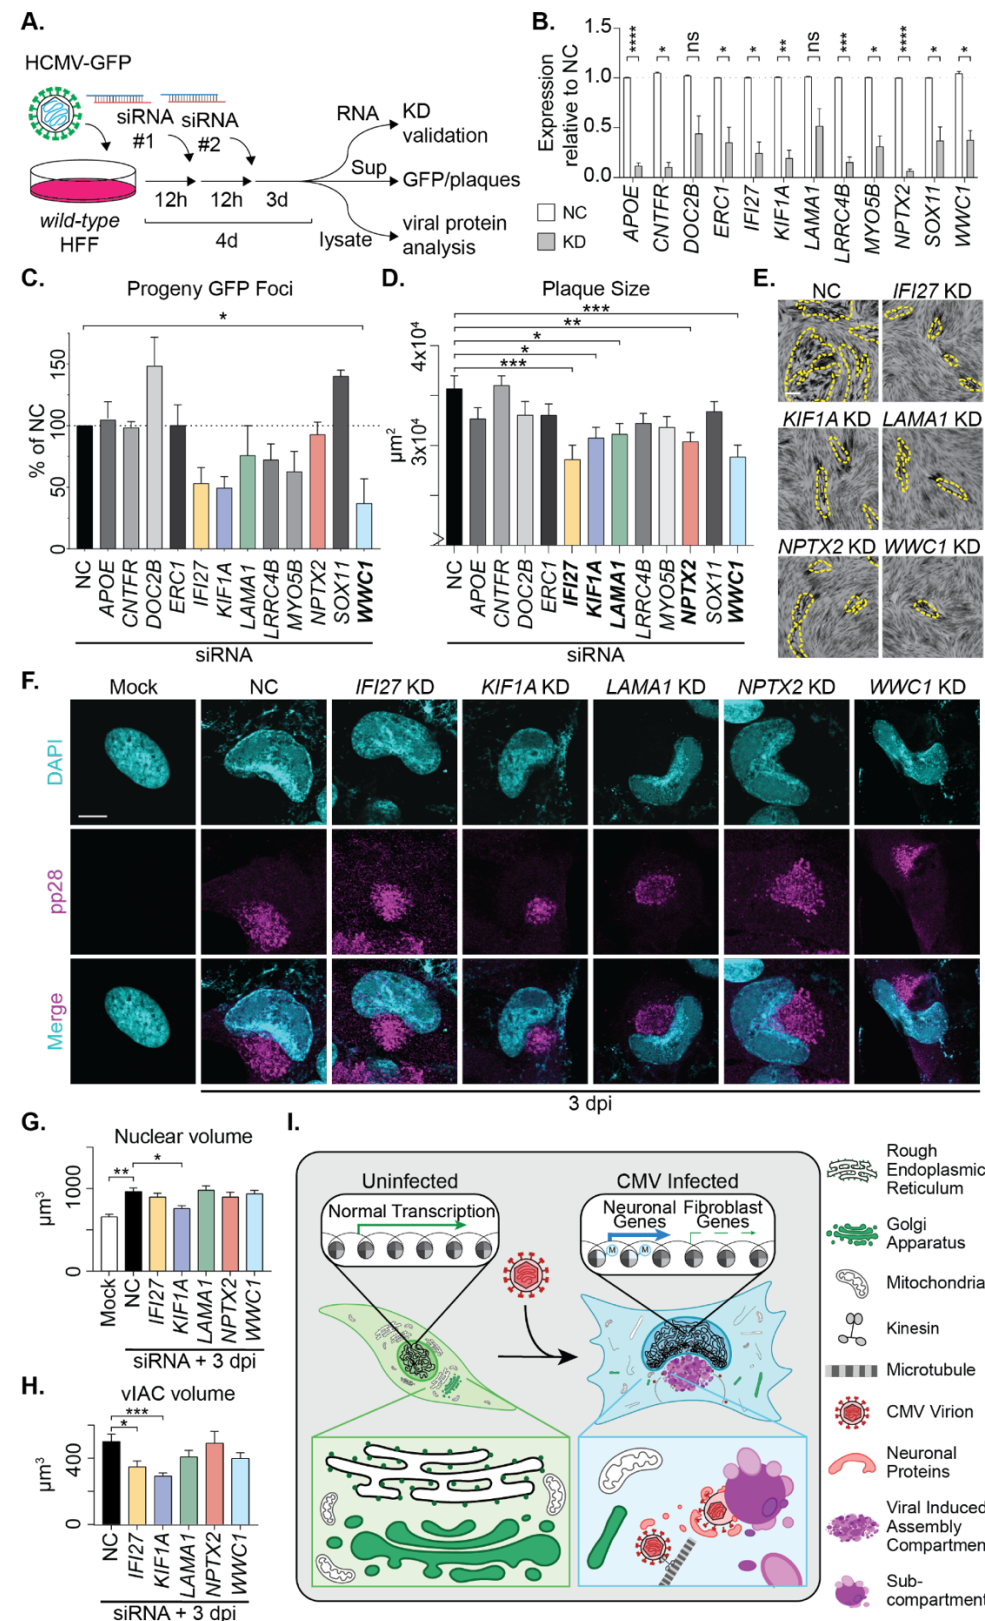 A.
HCMV-GFP
siRNA
#1
siRNA
#2
RNA
KD
validation
Sup
GFP/plaques
wild-type
HFF
12h
12h
3d
4d
lysate
viral protein
analysis
B.
Expression
relative to NC
1.5
1.0
0.5
0.0
****
*
ns
*
*
**
ns
***
*
****
*
*
NC
KD
APOE
CNTFR
DOC2B
ERC1
IFI27
KIF1A
LAMA1
LRRC4B
MYO5B
NPTX2
SOX11
WWC1
C.
Progeny GFP Foci
*
% of NC
150
100
50
0
NC
APOE
CNTFR
DOC2B
ERC1
IFI27
KIF1A
LAMA1
LRRC4B
MYO5B
NPTX2
SOX11
WWC1
siRNA
D.
Plaque Size
***
**
*
*
***
μm²
4x10⁴
3x10⁴
NC
APOE
CNTFR
DOC2B
ERC1
IFI27
KIF1A
LAMA1
LRRC4B
MYO5B
NPTX2
SOX11
WWC1
siRNA
E.
NC
IFI27 KD
KIF1A KD
LAMA1 KD
NPTX2 KD
WWC1 KD
F.
Mock
NC
IFI27 KD
KIF1A KD
LAMA1 KD
NPTX2 KD
WWC1 KD
DAPI
pp28
Merge
3 dpi
G.
Nuclear volume
**
*
μm³
1000
0
Mock
NC
IFI27
KIF1A
LAMA1
NPTX2
WWC1
siRNA + 3 dpi
H.
vIAC volume
***
*
μm³
400
0
NC
IFI27
KIF1A
LAMA1
NPTX2
WWC1
siRNA + 3 dpi
I.
Uninfected
Normal Transcription
CMV Infected
Neuronal
Genes
Fibroblast
Genes
M
M
Rough
Endoplasmic
Reticulum
Golgi
Apparatus
Mitochondria
Kinesin
Microtubule
CMV Virion
Neuronal
Proteins
Viral Induced
Assembly
Compartment
Sub-
compartment